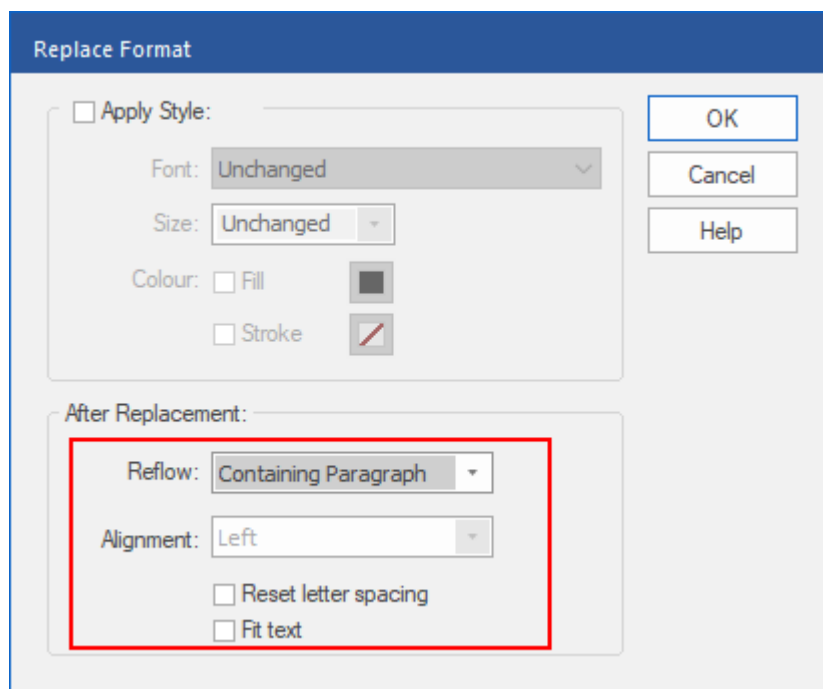 Replace Format
Apply Style:
OK
Font: Unchanged
Cancel
Size: Unchanged
Help
Colour: Fill
Stroke
After Replacement:
Reflow: Containing Paragraph
Alignment: Left
Reset letter spacing
Fit text